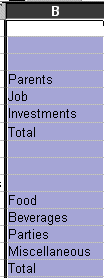 B
Parents
Job
Investments
Total
Food
Beverages
Parties
Miscellaneous
Total